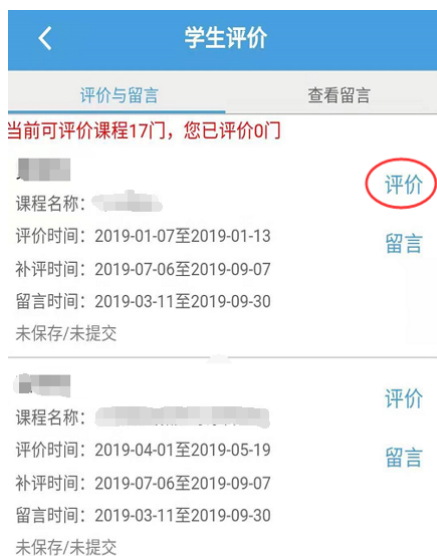 学生评价
评价与留言 查看留言
当前可评价课程17门，您已评价0门
评价
课程名称：
评价时间：2019-01-07至2019-01-13
留言
补评时间：2019-07-06至2019-09-07
留言时间：2019-03-11至2019-09-30
未保存/未提交
评价
课程名称：
评价时间：2019-04-01至2019-05-19
留言
补评时间：2019-07-06至2019-09-07
留言时间：2019-03-11至2019-09-30
未保存/未提交